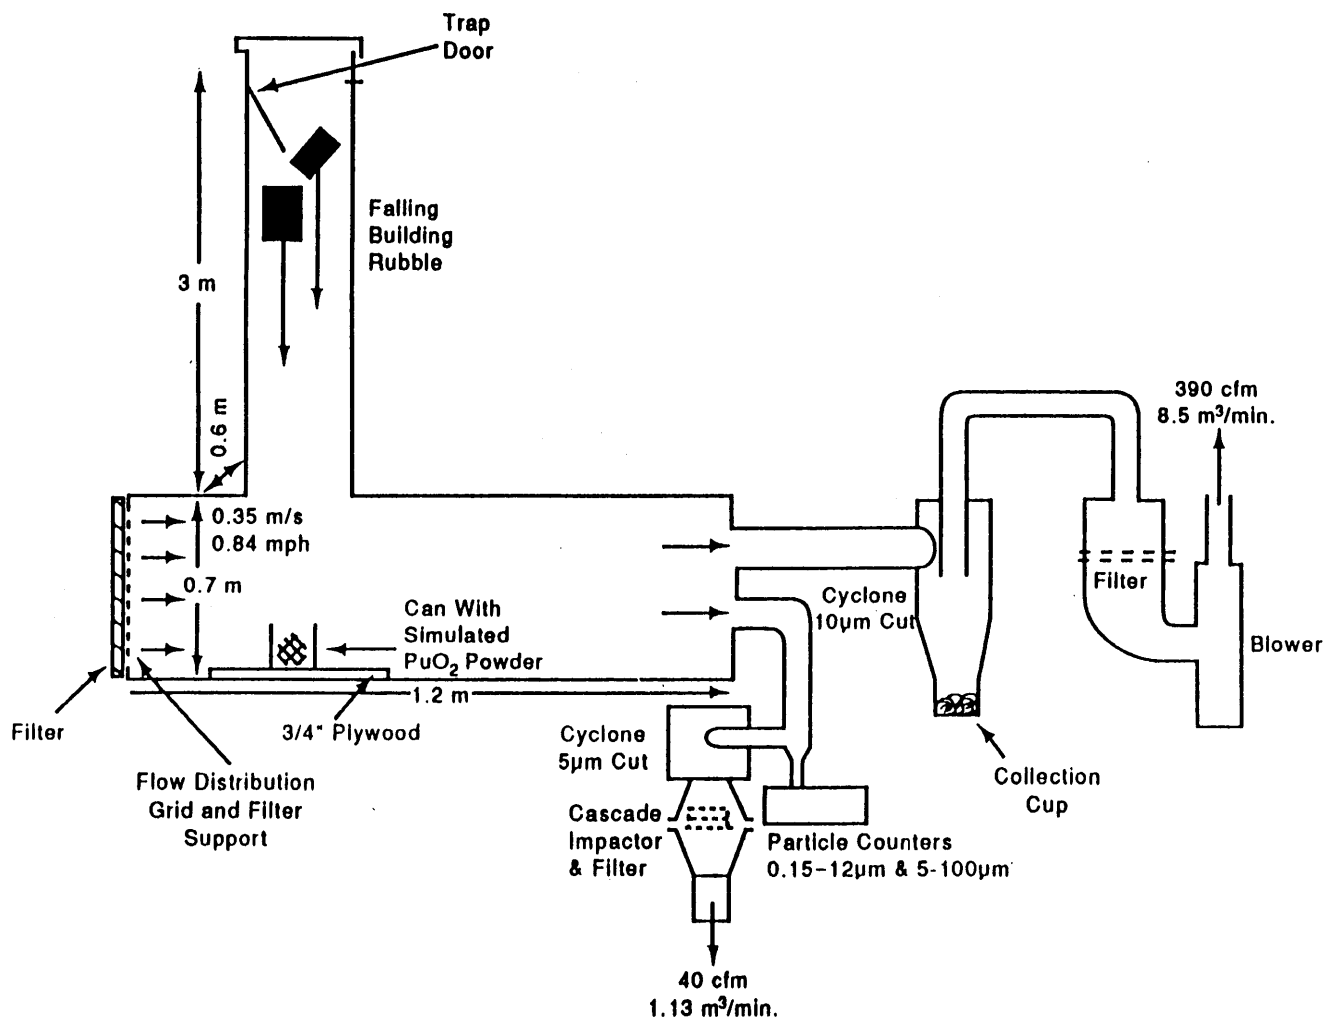 Trap
Door
Falling
Building
Rubble
3 m
0.6 m
390 cfm
8.5 m³/min.
0.35 m/s
0.84 mph
0.7 m
Can With
Simulated
PuO₂ Powder
Cyclone
10µm Cut
Filter
Blower
1.2 m
Filter
3/4" Plywood
Cyclone
5µm Cut
Flow Distribution
Grid and Filter
Support
Collection
Cup
Cascade
Impactor
& Filter
Particle Counters
0.15-12µm & 5-100µm
40 cfm
1.13 m³/min.